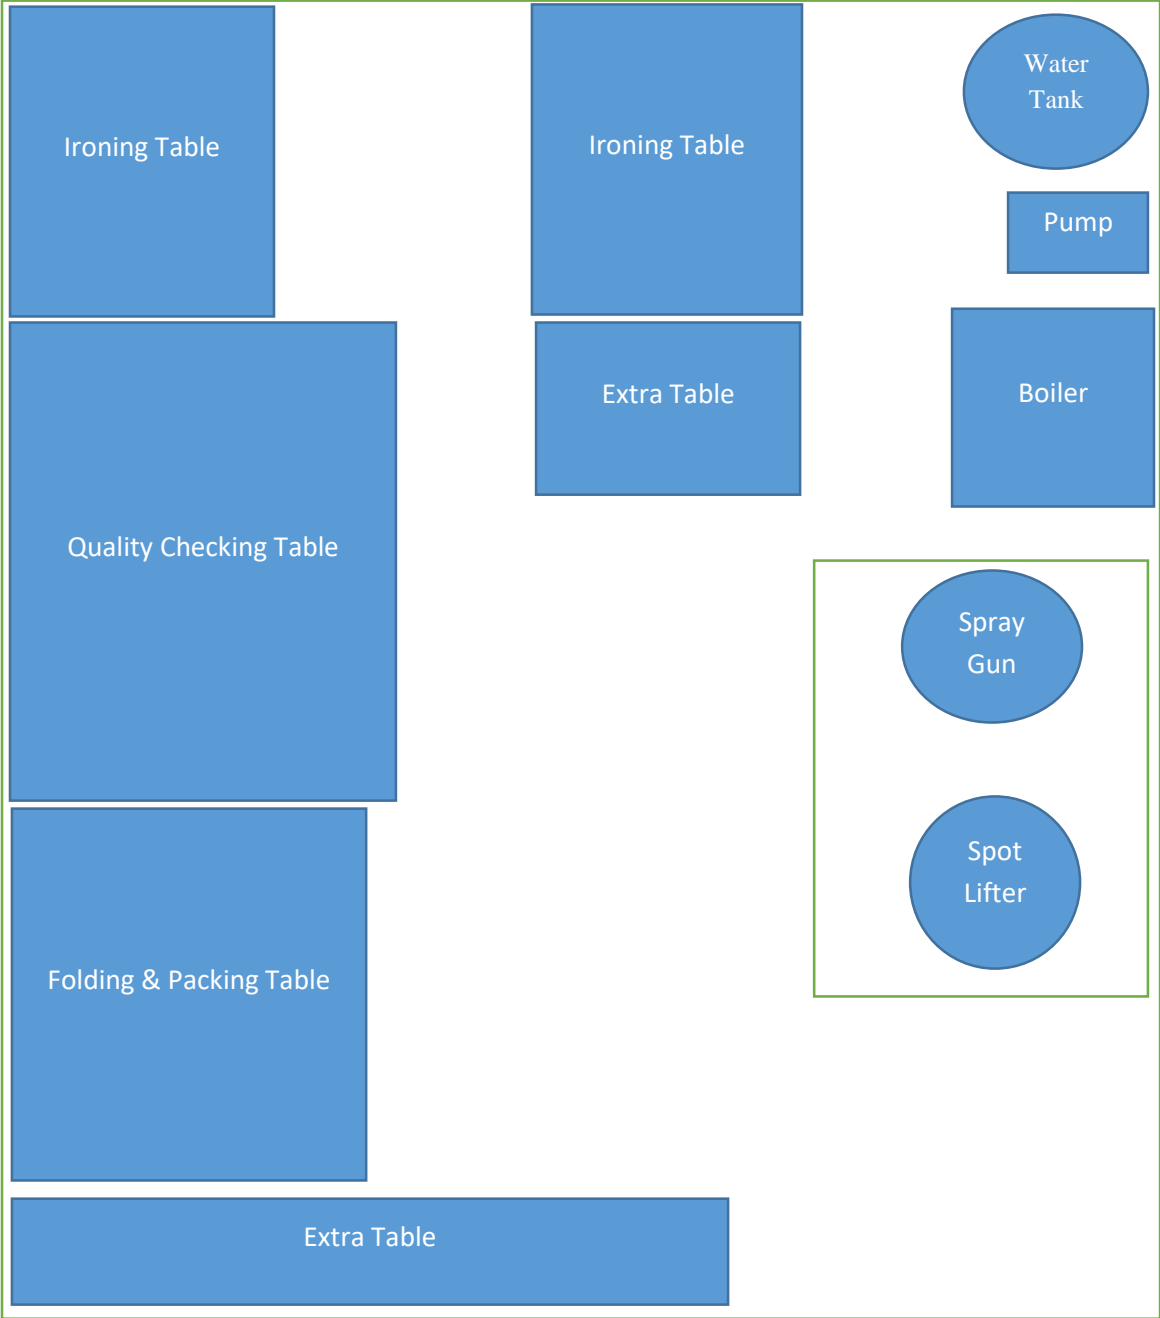 Ironing Table
Ironing Table
Water
Tank
Pump
Extra Table
Boiler
Quality Checking Table
Spray
Gun
Spot
Lifter
Folding & Packing Table
Extra Table